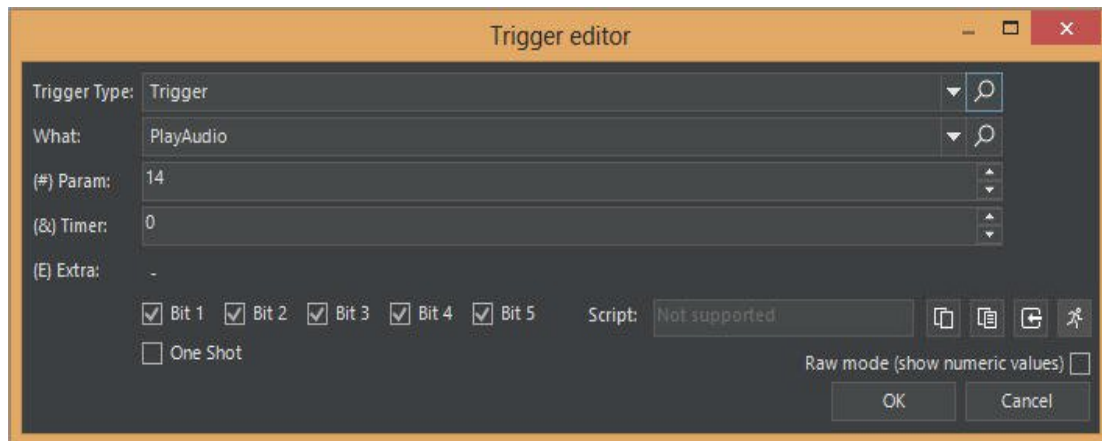 Trigger editor
Trigger Type: Trigger
What: PlayAudio
(#) Param: 14
(&) Timer: 0
(E) Extra: -
Bit 1 Bit 2 Bit 3 Bit 4 Bit 5 Script: Not supported
One Shot
Raw mode (show numeric values)
OK Cancel